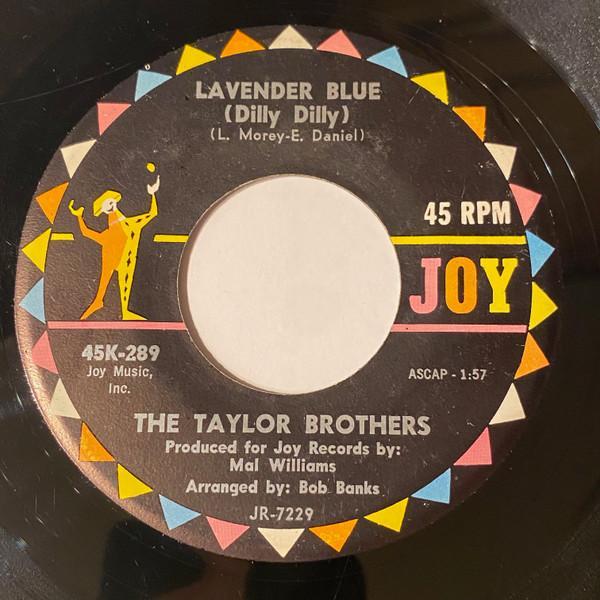 LAVENDER BLUE
(Dilly Dilly)
(L. Morey-E. Daniel)
45 RPM
JOY
45K-289
Joy Music,
Inc.
ASCAP - 1:57
THE TAYLOR BROTHERS
Produced for Joy Records by:
Mal Williams
Arranged by: Bob Banks
JR-7229